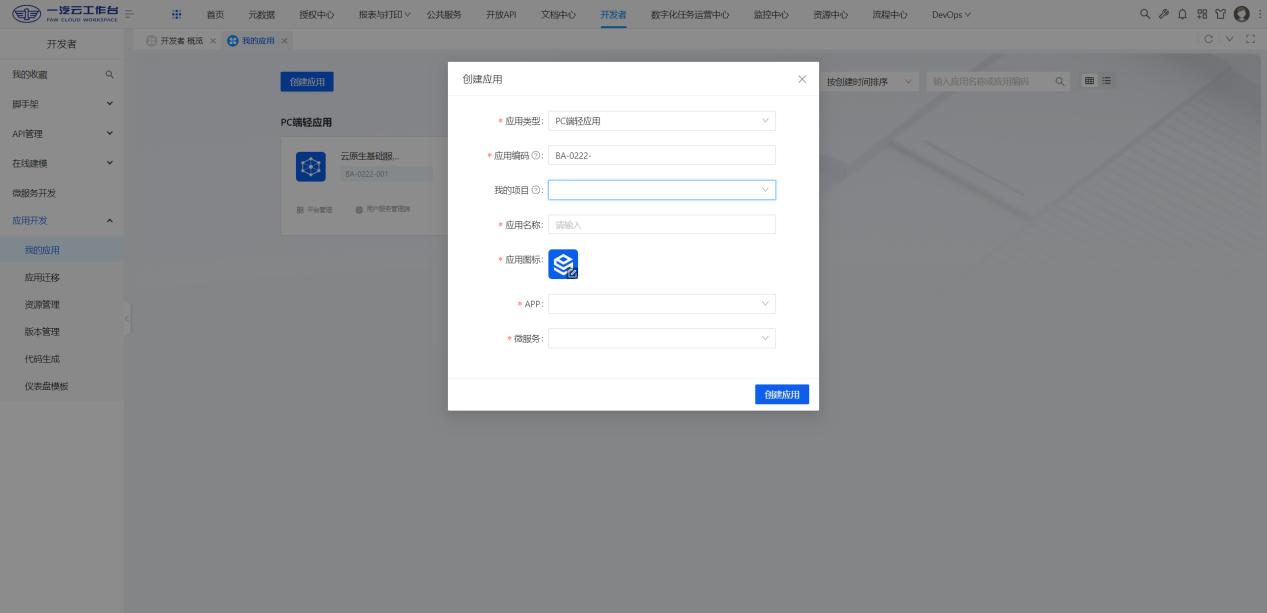 一汽云工作台
FAW CLOUD WORKSPACE
首页 元数据 授权中心 报表与打印 公共服务 开放API 文档中心 开发者 数字化任务运营中心 监控中心 资源中心 流程中心 DevOps
开发者
开发者 概览
我的应用
我的收藏
脚手架
API管理
在线建模
微服务开发
应用开发
我的应用
应用迁移
资源管理
版本管理
代码生成
仪表盘模板
创建应用
按创建时间排序
输入应用名称或应用编码
PC端轻应用
云原生基础服...
BA-0222-001
平台管理
用户服务管理端
创建应用
* 应用类型: PC端轻应用
* 应用编码: BA-0222-
我的项目:
* 应用名称: 请输入
* 应用图标:
* APP:
* 微服务:
创建应用